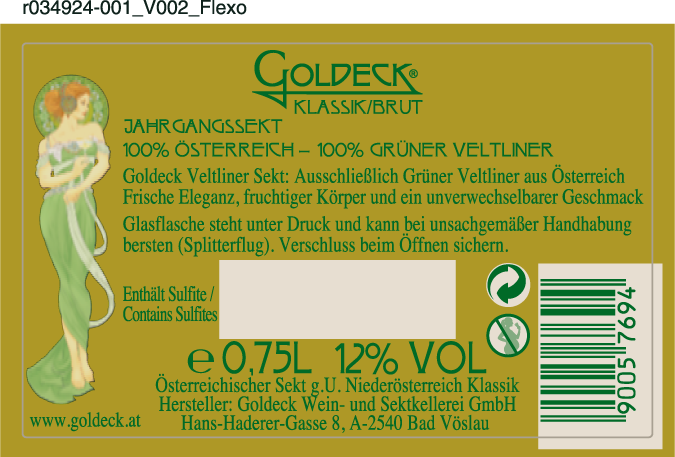 r034924-001_V002_Flexo
GOLDECK®
KLASSIK/BRUT
JAHRGANGSSEKT
100% ÖSTERREICH – 100% GRÜNER VELTLINER
Goldeck Veltliner Sekt: Ausschließlich Grüner Veltliner aus Österreich
Frische Eleganz, fruchtiger Körper und ein unverwechselbarer Geschmack
Glasflasche steht unter Druck und kann bei unsachgemäßer Handhabung
bersten (Splitterflug). Verschluss beim Öffnen sichern.
Enthält Sulfite /
Contains Sulfites
℮ 0,75L 12% VOL
Österreichischer Sekt g.U. Niederösterreich Klassik
Hersteller: Goldeck Wein- und Sektkellerei GmbH
Hans-Haderer-Gasse 8, A-2540 Bad Vöslau
www.goldeck.at
9005 7694